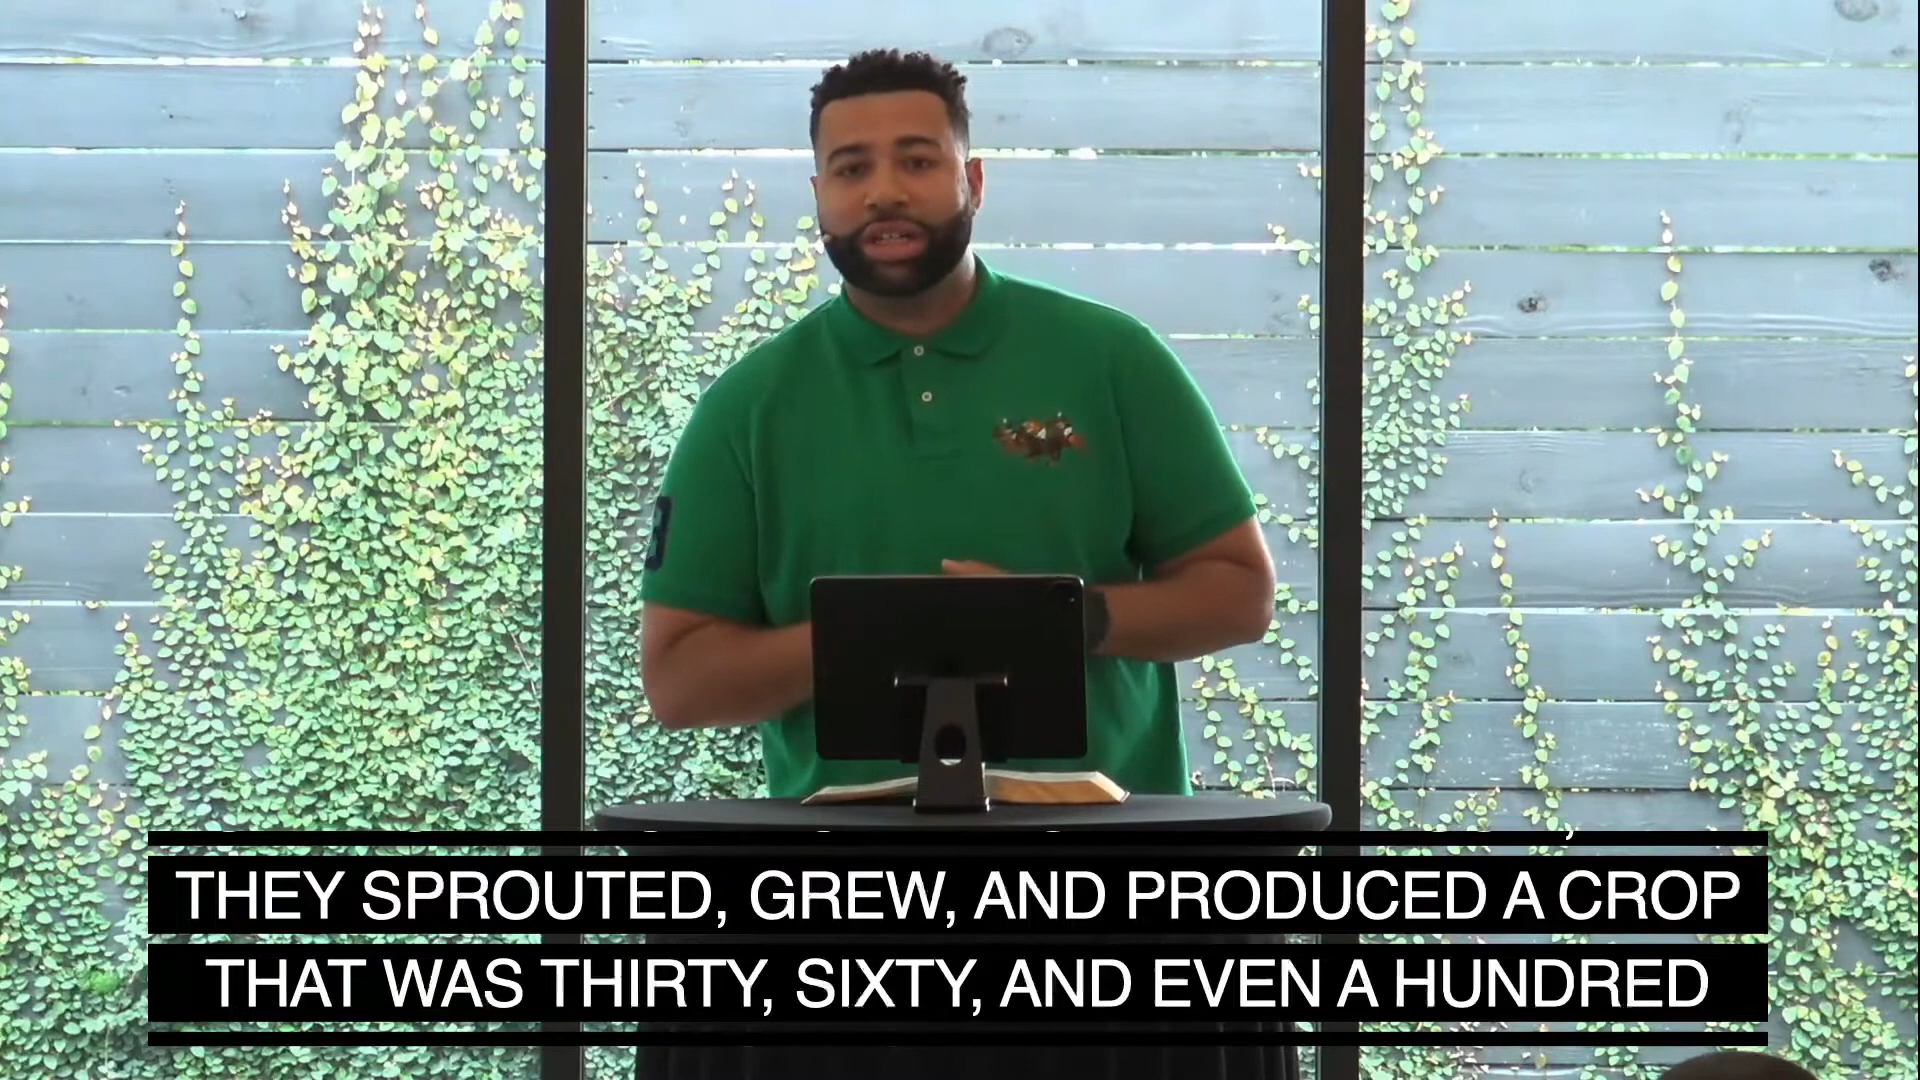 THEY SPROUTED, GREW, AND PRODUCED A CROP
THAT WAS THIRTY, SIXTY, AND EVEN A HUNDRED